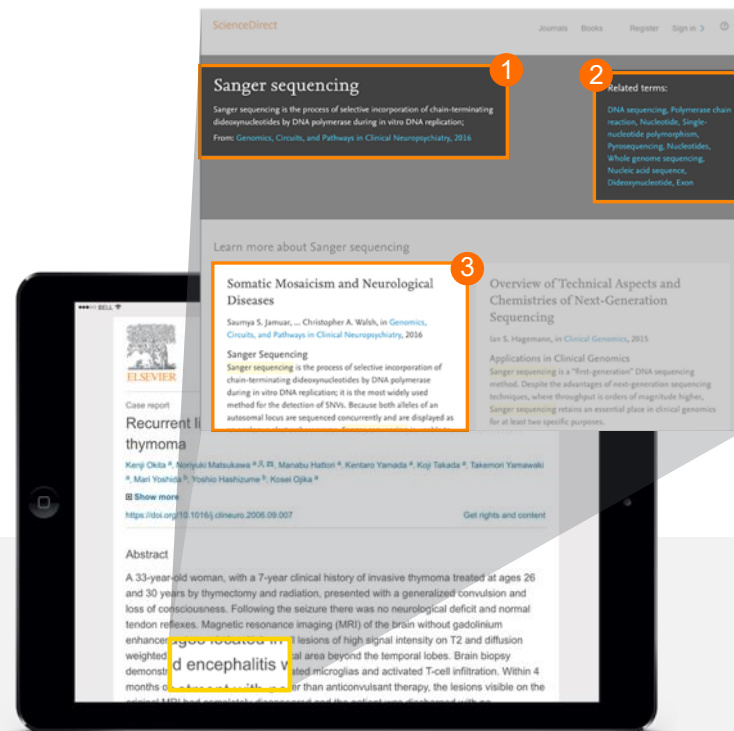 ScienceDirect
Journals Books Register Sign in >
1
Sanger sequencing
Sanger sequencing is the process of selective incorporation of chain-terminating
dideoxynucleotides by DNA polymerase during in vitro DNA replication;
From: Genomics, Circuits, and Pathways in Clinical Neuropsychiatry, 2016
2
Related terms:
DNA sequencing, Polymerase chain
reaction, Nucleotide, Single-
nucleotide polymorphism,
Pyrosequencing, Nucleotides,
Whole genome sequencing,
Nucleic acid sequence,
Dideoxynucleotide, Exon
Learn more about Sanger sequencing
3
Somatic Mosaicism and Neurological
Diseases
Saumya S. Jamuar, ... Christopher A. Walsh, in Genomics,
Circuits, and Pathways in Clinical Neuropsychiatry, 2016
Sanger Sequencing
Sanger sequencing is the process of selective incorporation of
chain-terminating dideoxynucleotides by DNA polymerase
during in vitro DNA replication; it is the most widely used
method for the detection of SNVs. Because both alleles of an
autosomal locus are sequenced concurrently and are displayed as
Overview of Technical Aspects and
Chemistries of Next-Generation
Sequencing
Ian S. Hagemann, in Clinical Genomics, 2015
Applications in Clinical Genomics
Sanger sequencing is a "first-generation" DNA sequencing
method. Despite the advantages of next-generation sequencing
techniques, where throughput is orders of magnitude higher,
Sanger sequencing retains an essential place in clinical genomics
for at least two specific purposes.
BELL
ELSEVIER
Case report
Recurrent li
thymoma
Kenji Okita a, Noriyuki Matsukawa a, Manabu Hattori a, Kentaro Yamada a, Koji Takada a, Takemori Yamawaki
a, Mari Yoshida b, Yoshio Hashizume b, Kosei Ojika a
Show more
https://doi.org/10.1016/j.clineuro.2006.09.007 Get rights and content
Abstract
A 33-year-old woman, with a 7-year clinical history of invasive thymoma treated at ages 26
and 30 years by thymectomy and radiation, presented with a generalized convulsion and
loss of consciousness. Following the seizure there was no neurological deficit and normal
tendon reflexes. Magnetic resonance imaging (MRI) of the brain without gadolinium
enhancer lesions of high signal intensity on T2 and diffusion
weighted cal area beyond the temporal lobes. Brain biopsy
d encephalitis w
demonst ated microglias and activated T-cell infiltration. Within 4
months o er than anticonvulsant therapy, the lesions visible on the